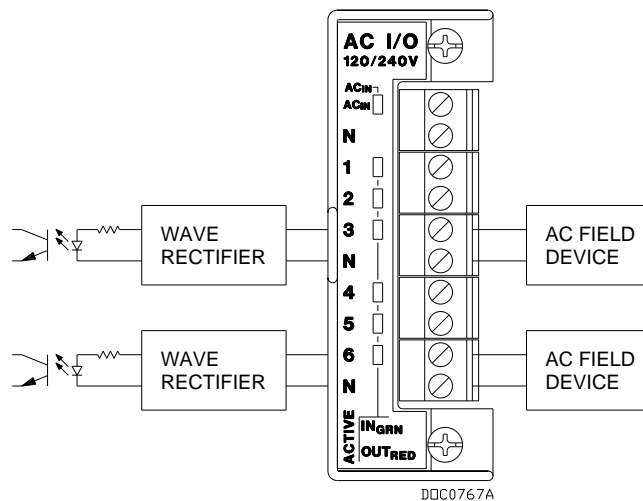 AC I/O
120/240V
ACIN
ACIN
N
1
2
3
N
4
5
6
N
ACTIVE
INGRN
OUTRED
WAVE
RECTIFIER
AC FIELD
DEVICE
WAVE
RECTIFIER
AC FIELD
DEVICE
DOC0767A